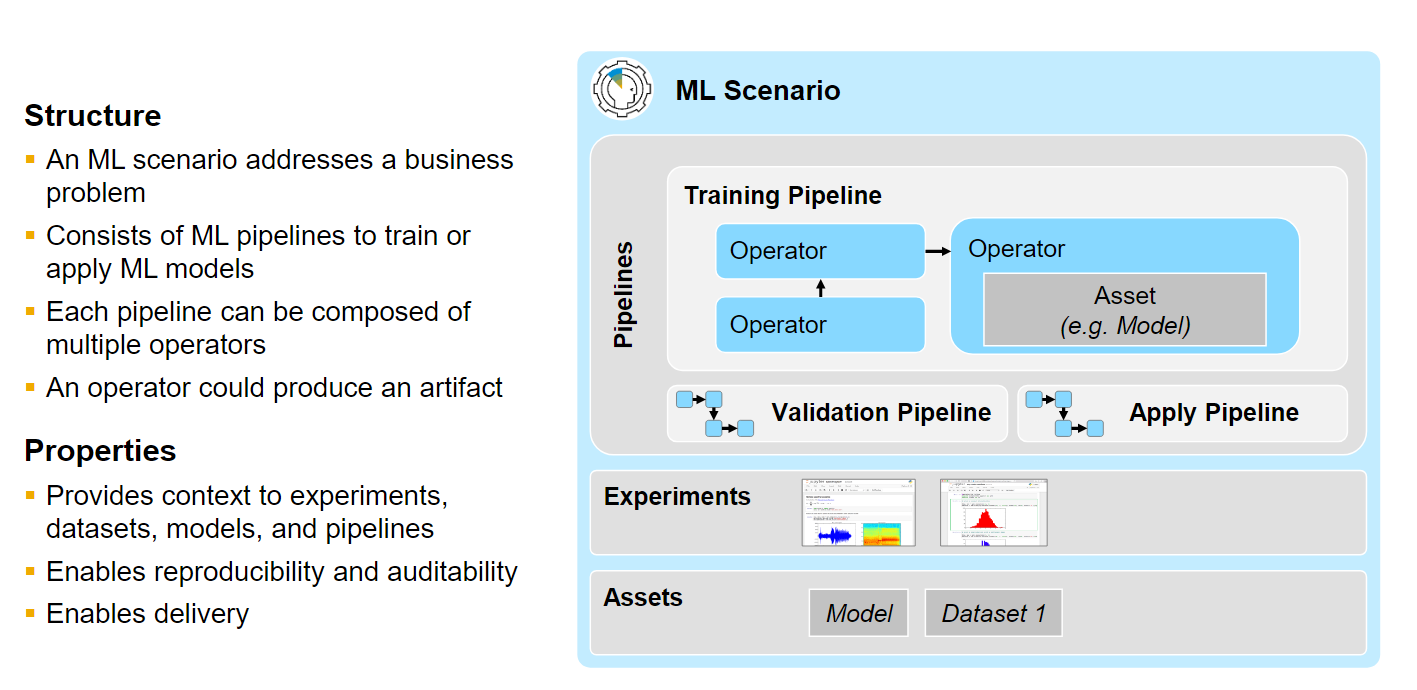 Structure
An ML scenario addresses a business
problem
Consists of ML pipelines to train or
apply ML models
Each pipeline can be composed of
multiple operators
An operator could produce an artifact
Properties
Provides context to experiments,
datasets, models, and pipelines
Enables reproducibility and auditability
Enables delivery
ML Scenario
Pipelines
Training Pipeline
Operator
Operator
Asset
(e.g. Model)
Operator
Validation Pipeline
Apply Pipeline
Experiments
Assets
Model
Dataset 1